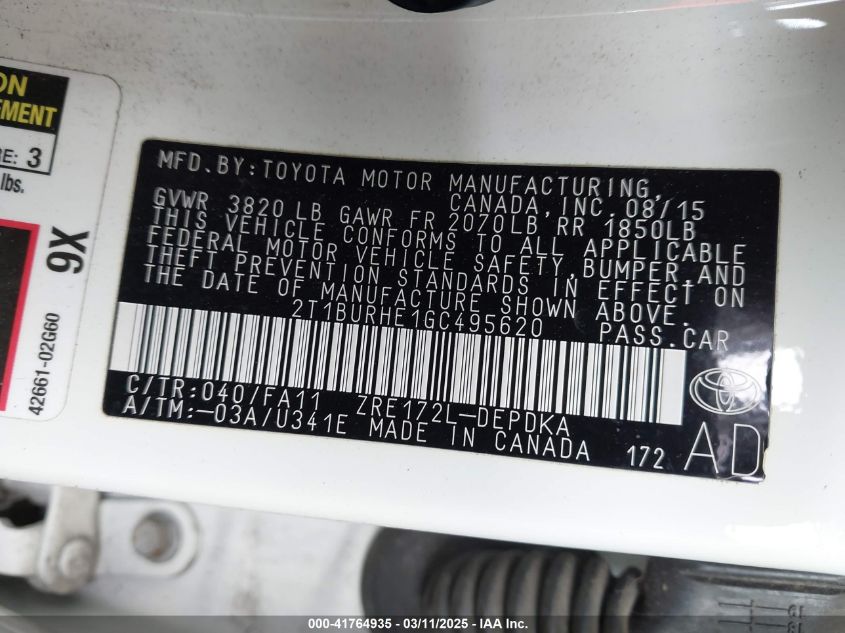 ON
EMENT
RE: 3
lbs.
9X
42661-02G60
MFD. BY: TOYOTA MOTOR MANUFACTURING,
CANADA, INC. 08/15
GVWR 3820 LB GAWR FR 2070LB RR 1850LB
THIS VEHICLE CONFORMS TO ALL APPLICABLE
FEDERAL MOTOR VEHICLE SAFETY, BUMPER, AND
THEFT PREVENTION STANDARDS IN EFFECT ON
THE DATE OF MANUFACTURE SHOWN ABOVE.
2T1BURHE1GC495620 PASS. CAR
C/TR:040/FA11 ZRE172L-DEPDKA
A/TM:-03A/U341E MADE IN CANADA 172 AD
000-41764935 - 03/11/2025 - IAA Inc.